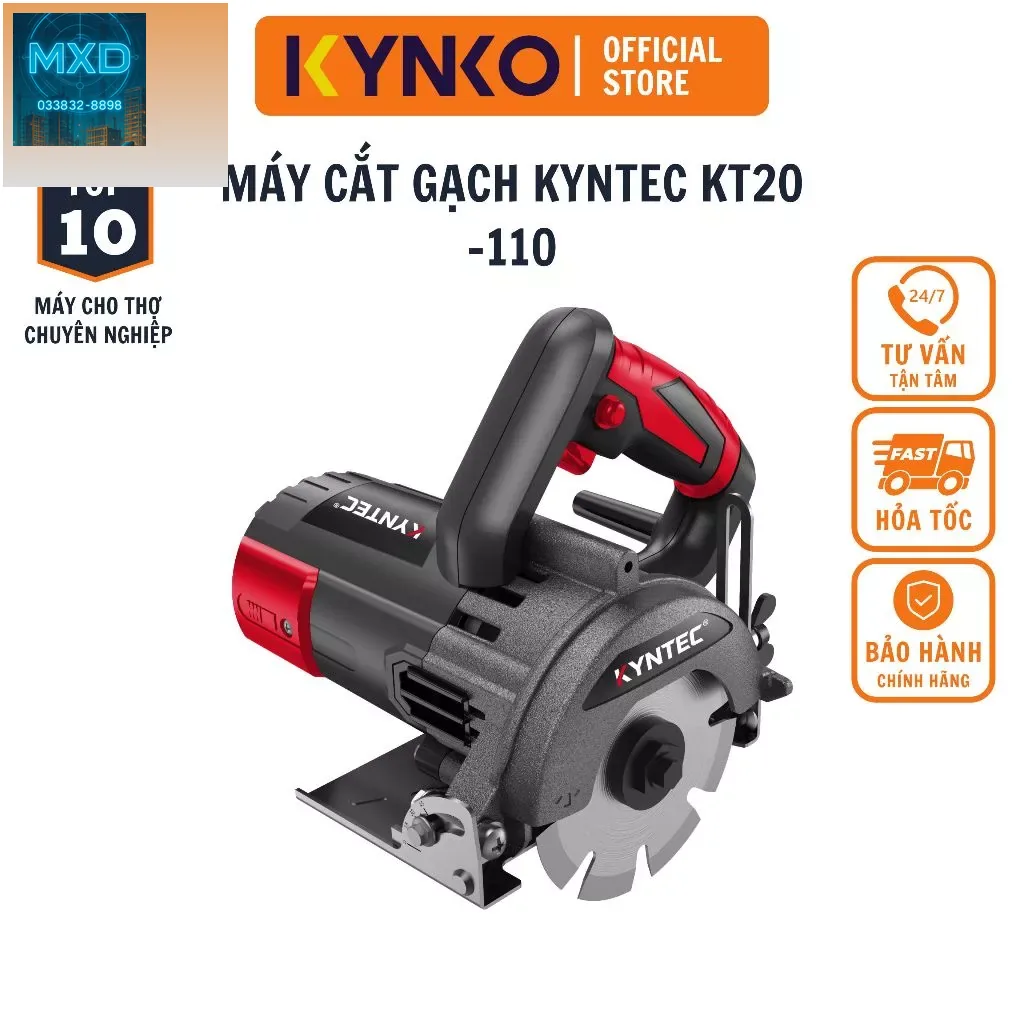 MXD
033832-8898
KYNKO
OFFICIAL
STORE
MÁY CẮT GẠCH KYNTEC KT20
-110
10
MÁY CHO THỢ
CHUYÊN NGHIỆP
24/7
TƯ VẤN
TẬN TÂM
FAST
HỎA TỐC
BẢO HÀNH
CHÍNH HÃNG
KYNTEC®
KYNTEC®